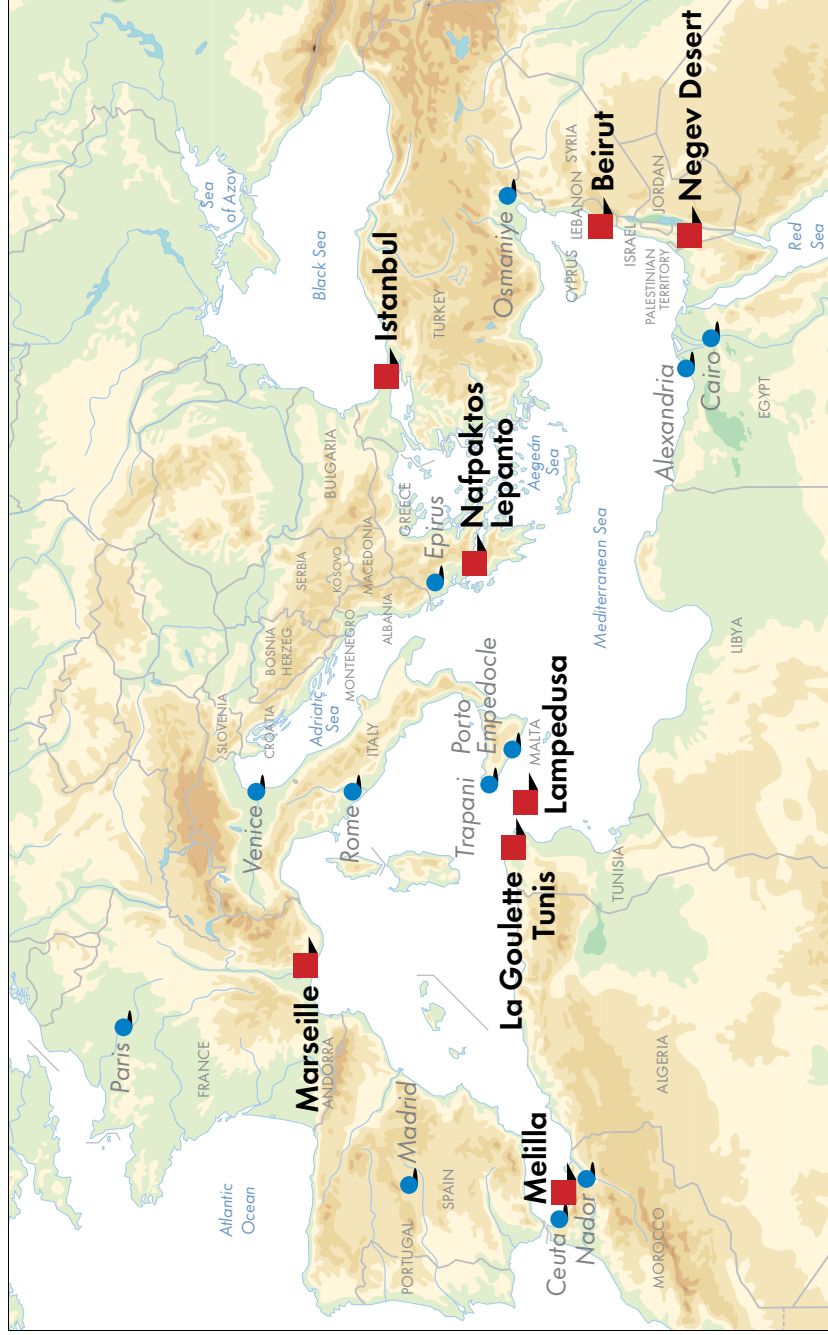 Sea
of Azov
Black Sea
Istanbul
TURKEY
Osmaniye
CYPRUS
LEBANON
SYRIA
Beirut
ISRAEL
JORDAN
PALESTINIAN
TERRITORY
Negev Desert
Red
Sea
Alexandria
Cairo
EGYPT
BULGARIA
GREECE
Aegean
Sea
Nafpaktos
Lepanto
Epirus
SERBIA
KOSOVO
MACEDONIA
ALBANIA
MONTENEGRO
BOSNIA
HERZEG.
CROATIA
SLOVENIA
Adriatic
Sea
ITALY
Venice
Rome
Mediterranean Sea
LIBYA
Porto
Empedocle
Trapani
MALTA
Lampedusa
La Goulette
Tunis
TUNISIA
Marseille
ANDORRA
Paris
FRANCE
Atlantic
Ocean
Madrid
SPAIN
PORTUGAL
Melilla
Ceuta
Nador
MOROCCO
ALGERIA